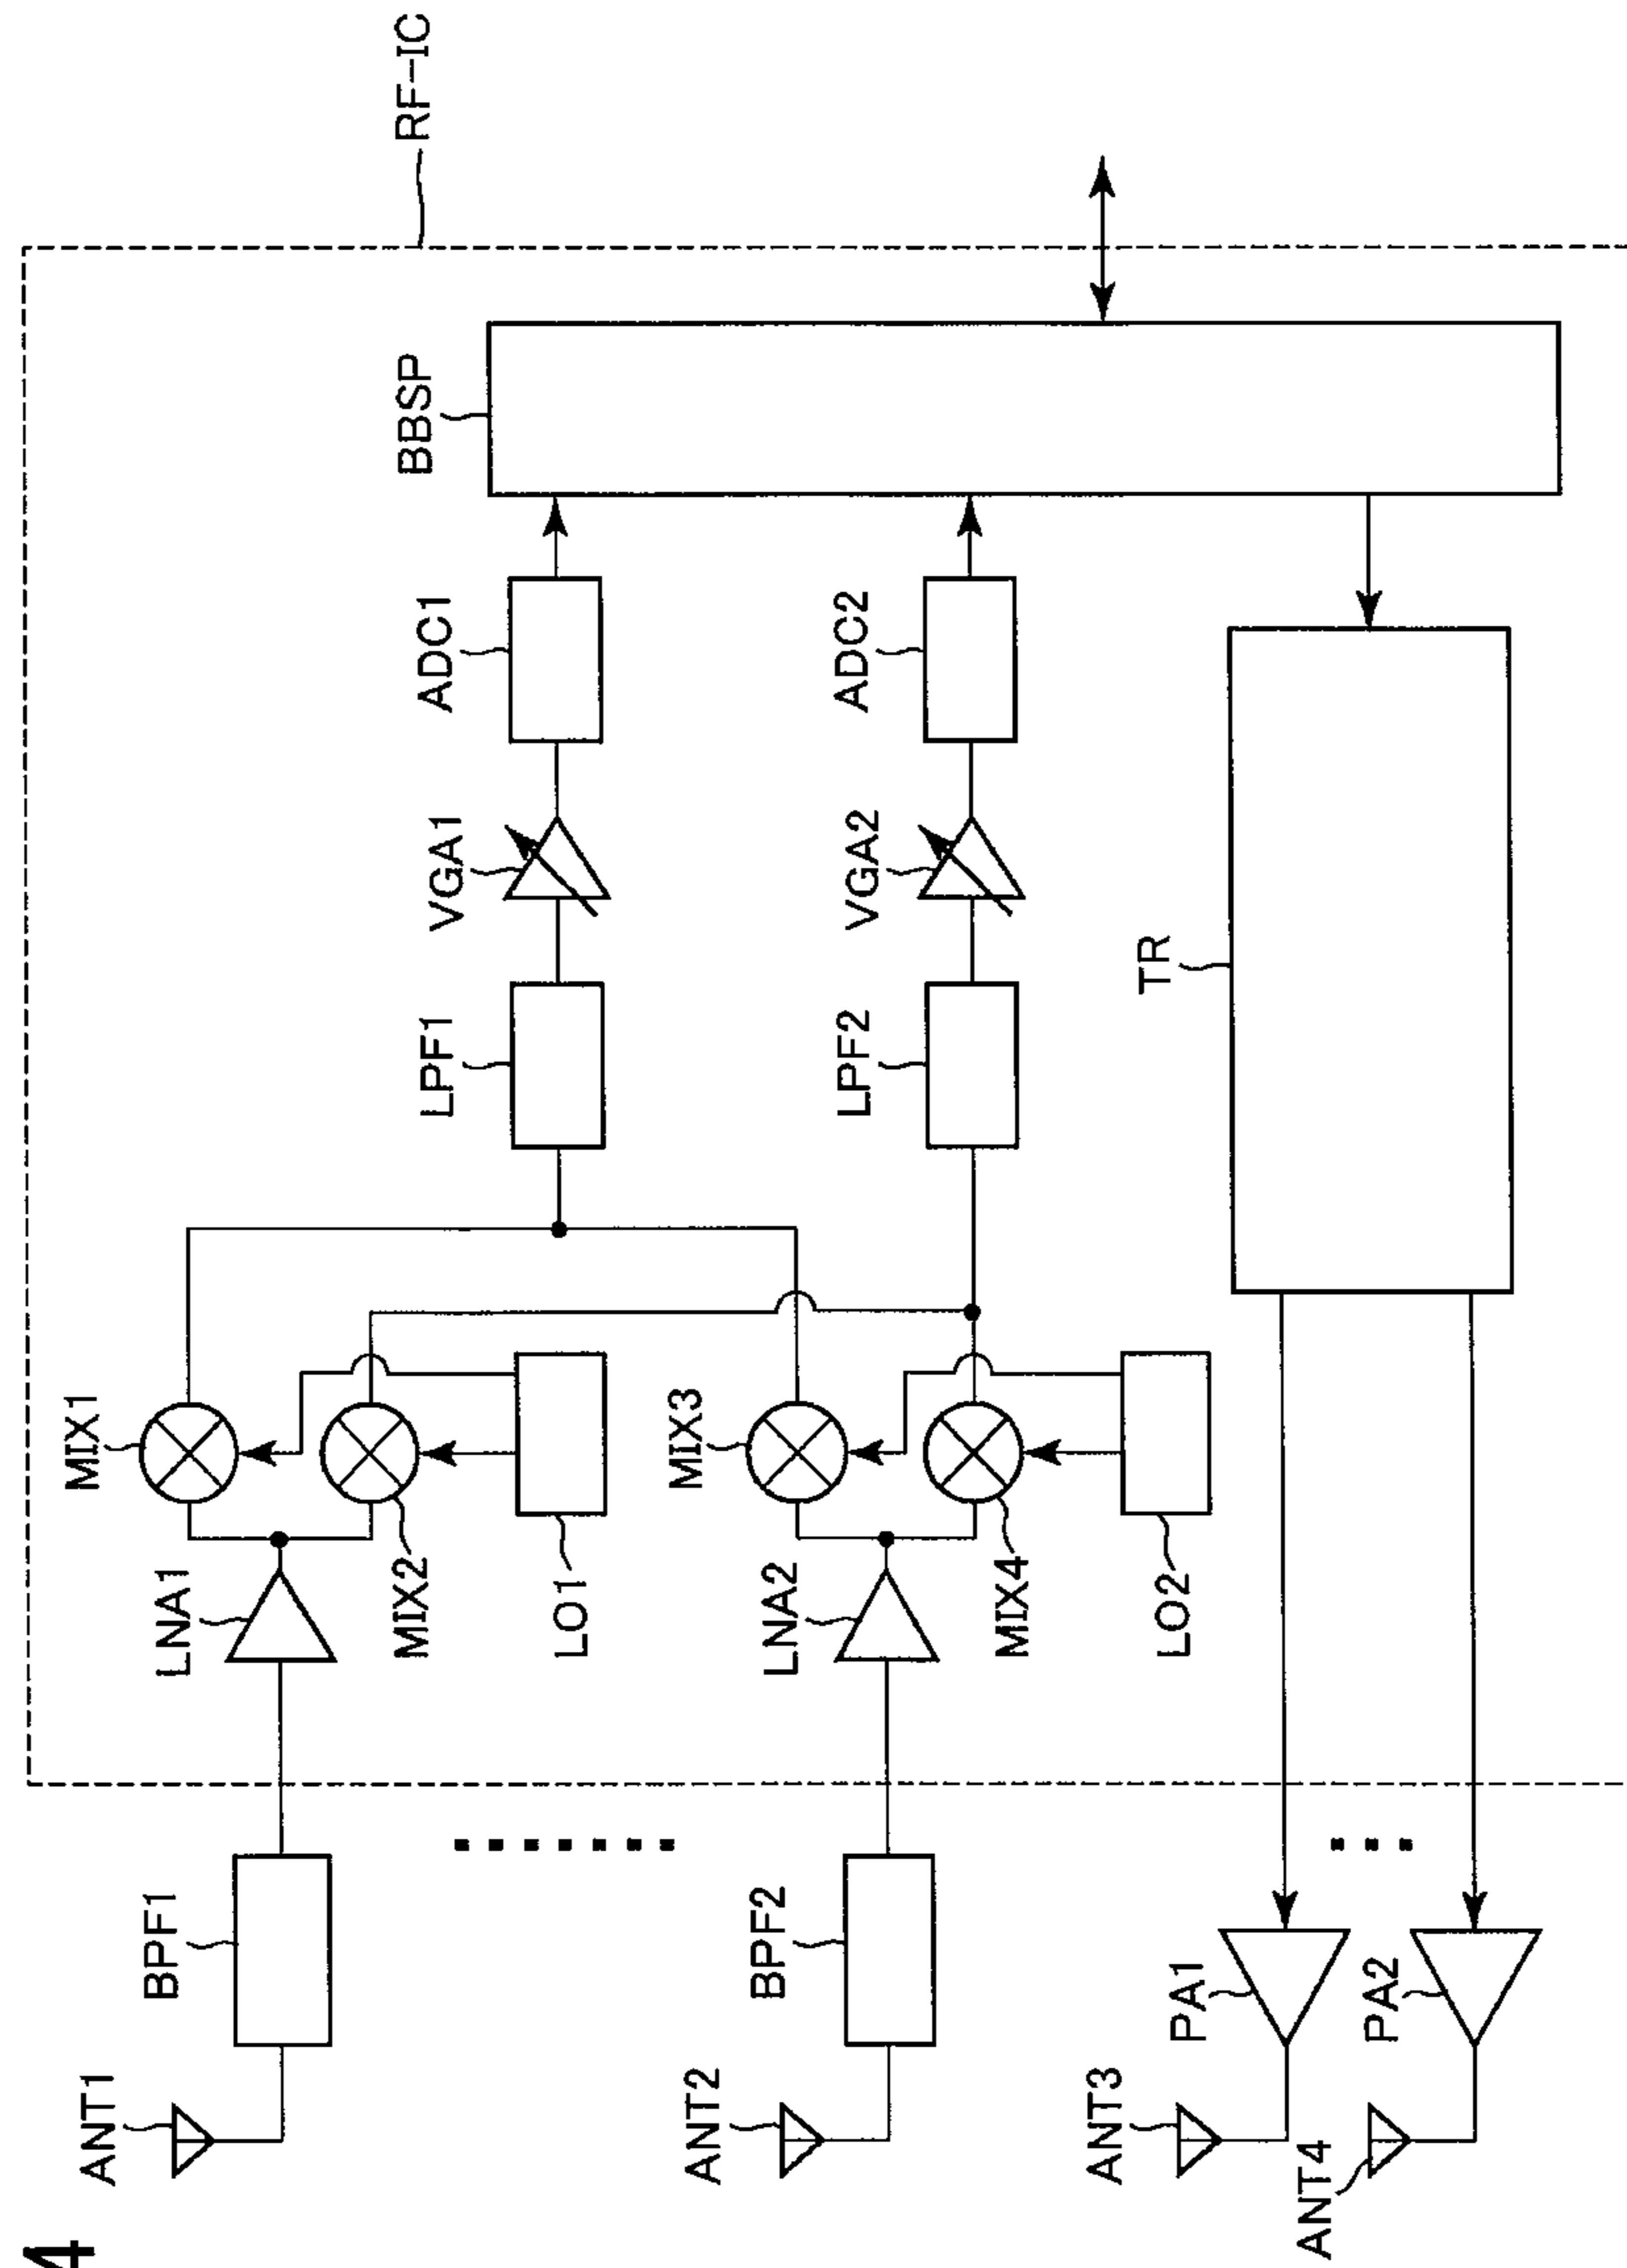 4
RF-IC
BBSP
ADC1
ADC2
VGA1
VGA2
TR
LPF1
LPF2
MIX1
MIX3
MIX2
LO1
MIX4
LO2
LNA1
LNA2
BPF1
BPF2
PA1
PA2
ANT1
ANT2
ANT3
ANT4